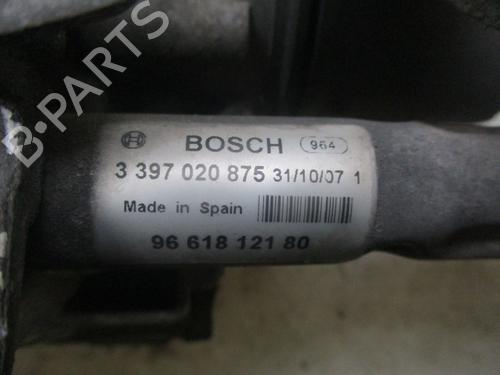 BOSCH 964
3 397 020 875 31/10/07 1
Made in Spain
96 618 121 80
B-PARTS